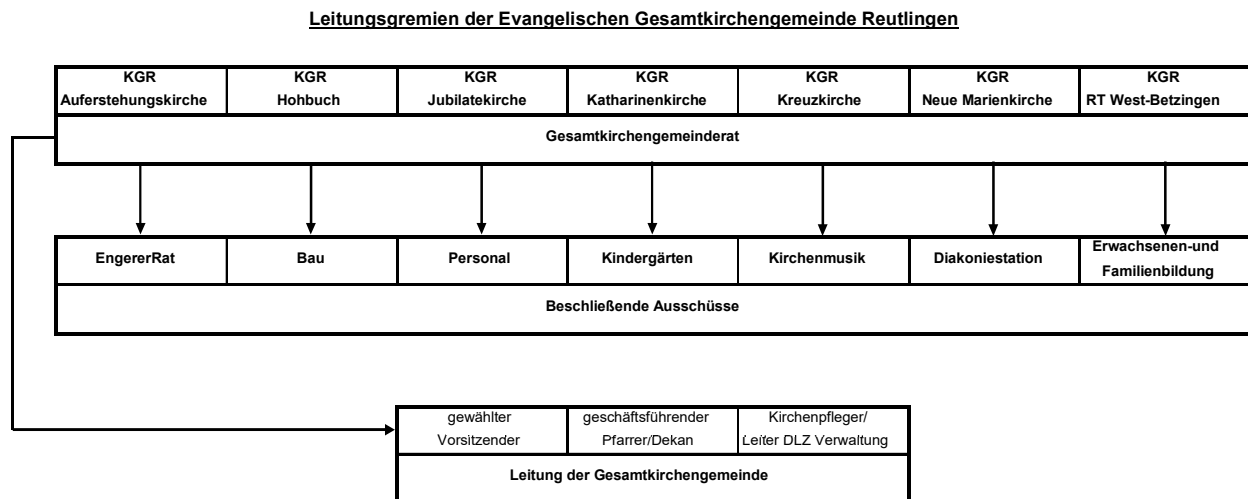 Leitungsgremien der Evangelischen Gesamtkirchengemeinde Reutlingen
KGR
Auferstehungskirche
KGR
Hohbuch
KGR
Jubilatekirche
KGR
Katharinenkirche
KGR
Kreuzkirche
KGR
Neue Marienkirche
KGR
RT West-Betzingen
Gesamtkirchengemeinderat
EngererRat
Bau
Personal
Kindergärten
Kirchenmusik
Diakoniestation
Erwachsenen-und
Familienbildung
Beschließende Ausschüsse
gewählter
Vorsitzender
geschäftsführender
Pfarrer/Dekan
Kirchenpfleger/
Leiter DLZ Verwaltung
Leitung der Gesamtkirchengemeinde